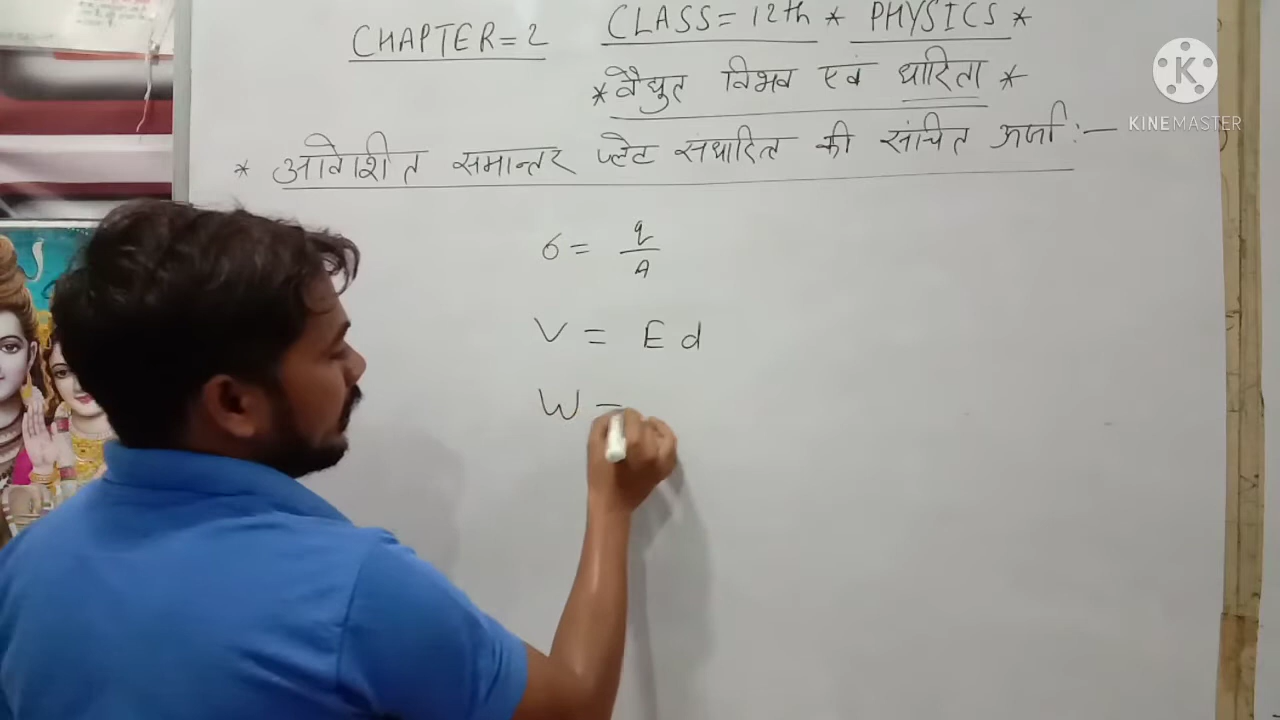 CHAPTER=2 CLASS=12th * PHYSICS *
* वैद्युत विभव एवं धारिता *
* आवेशीत समान्तर प्लेट संधारित की संचित ऊर्जा :-
σ = q/A
V = E d
W =
K
KINEMASTER